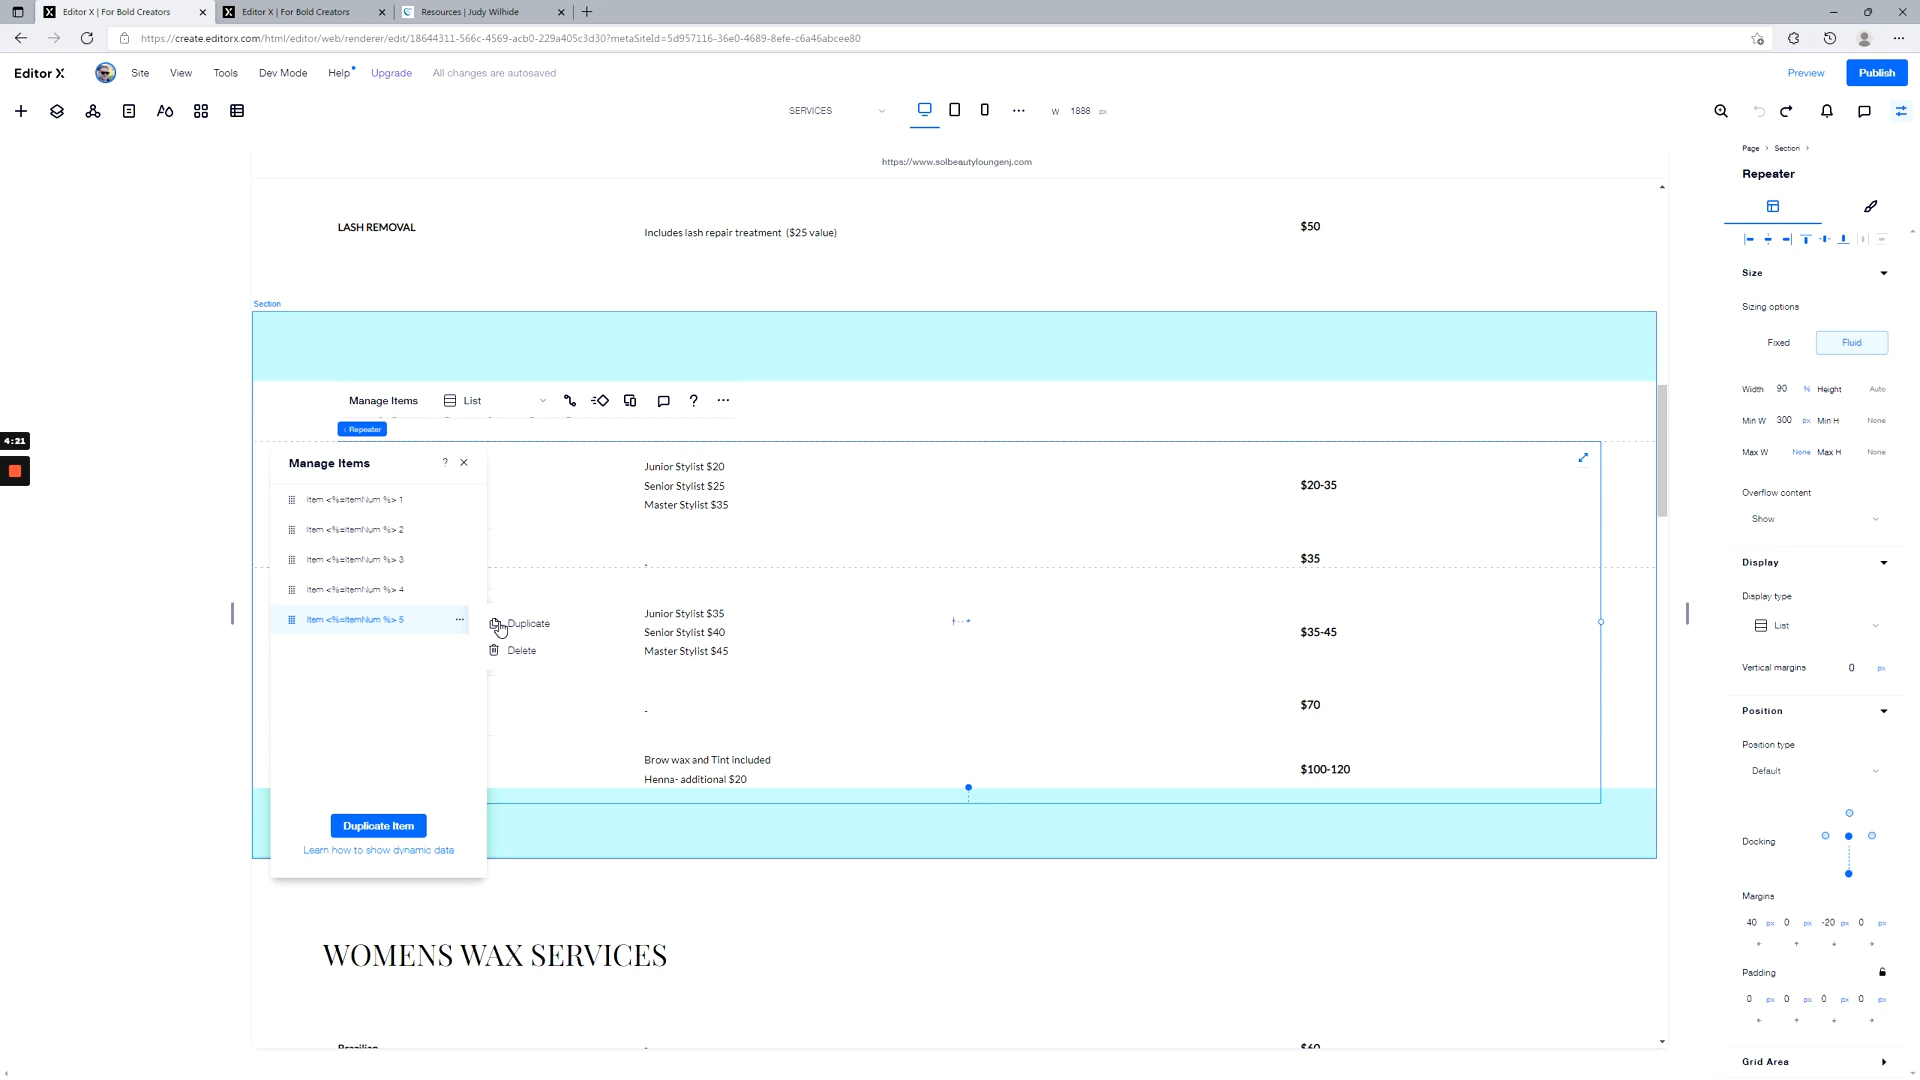 Editor X | For Bold Creators
Editor X | For Bold Creators
Resources | Judy Wilhide
https://create.editorx.com/html/editor/web/renderer/edit/18644311-566c-4569-acb0-229a405c3d30?metaSiteId=5d957116-36e0-4689-8efe-c6a46abcee80
Editor X
Site
View
Tools
Dev Mode
Help
Upgrade
All changes are autosaved
Preview
Publish
SERVICES
W 1888 px
https://www.solbeautyloungenj.com
Page > Section >
Repeater
LASH REMOVAL
Includes lash repair treatment ($25 value)
$50
Section
Manage Items
List
Repeater
4:21
Manage Items
Item <%=ItemNum %> 1
Item <%=ItemNum %> 2
Item <%=ItemNum %> 3
Item <%=ItemNum %> 4
Item <%=ItemNum %> 5
Duplicate
Delete
Duplicate Item
Learn how to show dynamic data
Junior Stylist $20
Senior Stylist $25
Master Stylist $35
$20-35
-
$35
Junior Stylist $35
Senior Stylist $40
Master Stylist $45
$35-45
-
$70
Brow wax and Tint included
Henna- additional $20
$100-120
WOMENS WAX SERVICES
Brazilian
-
$60
Size
Sizing options
Fixed
Fluid
Width 90 % Height Auto
Min W 300 px Min H None
Max W None Max H None
Overflow content
Show
Display
Display type
List
Vertical margins 0 px
Position
Position type
Default
Docking
Margins
40 px 0 px -20 px 0 px
Padding
0 px 0 px 0 px 0 px
Grid Area